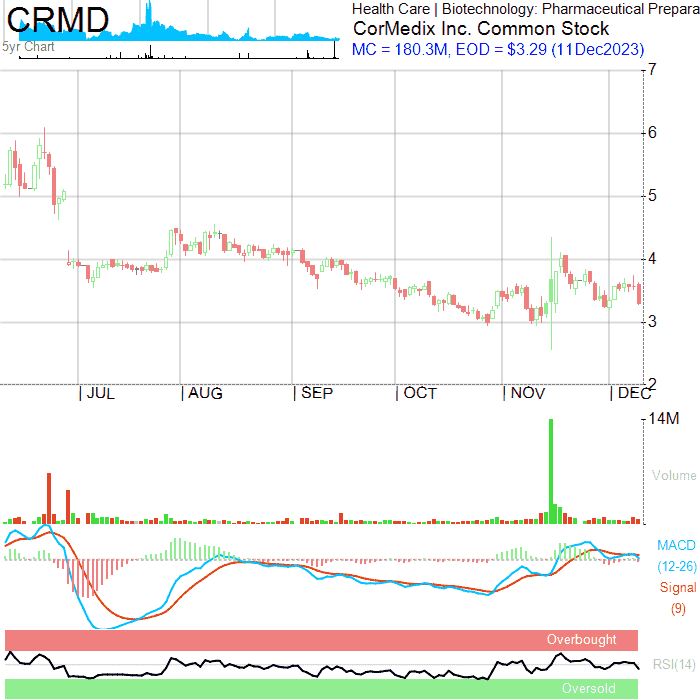 CRMD
5yr Chart
Health Care | Biotechnology: Pharmaceutical Prepara
CorMedix Inc. Common Stock
MC = 180.3M, EOD = $3.29 (11Dec2023)
7
6
5
4
3
2
| JUL | AUG | SEP | OCT | NOV | DEC
14M
Volume
MACD
(12-26)
Signal
(9)
Overbought
RSI(14)
Oversold